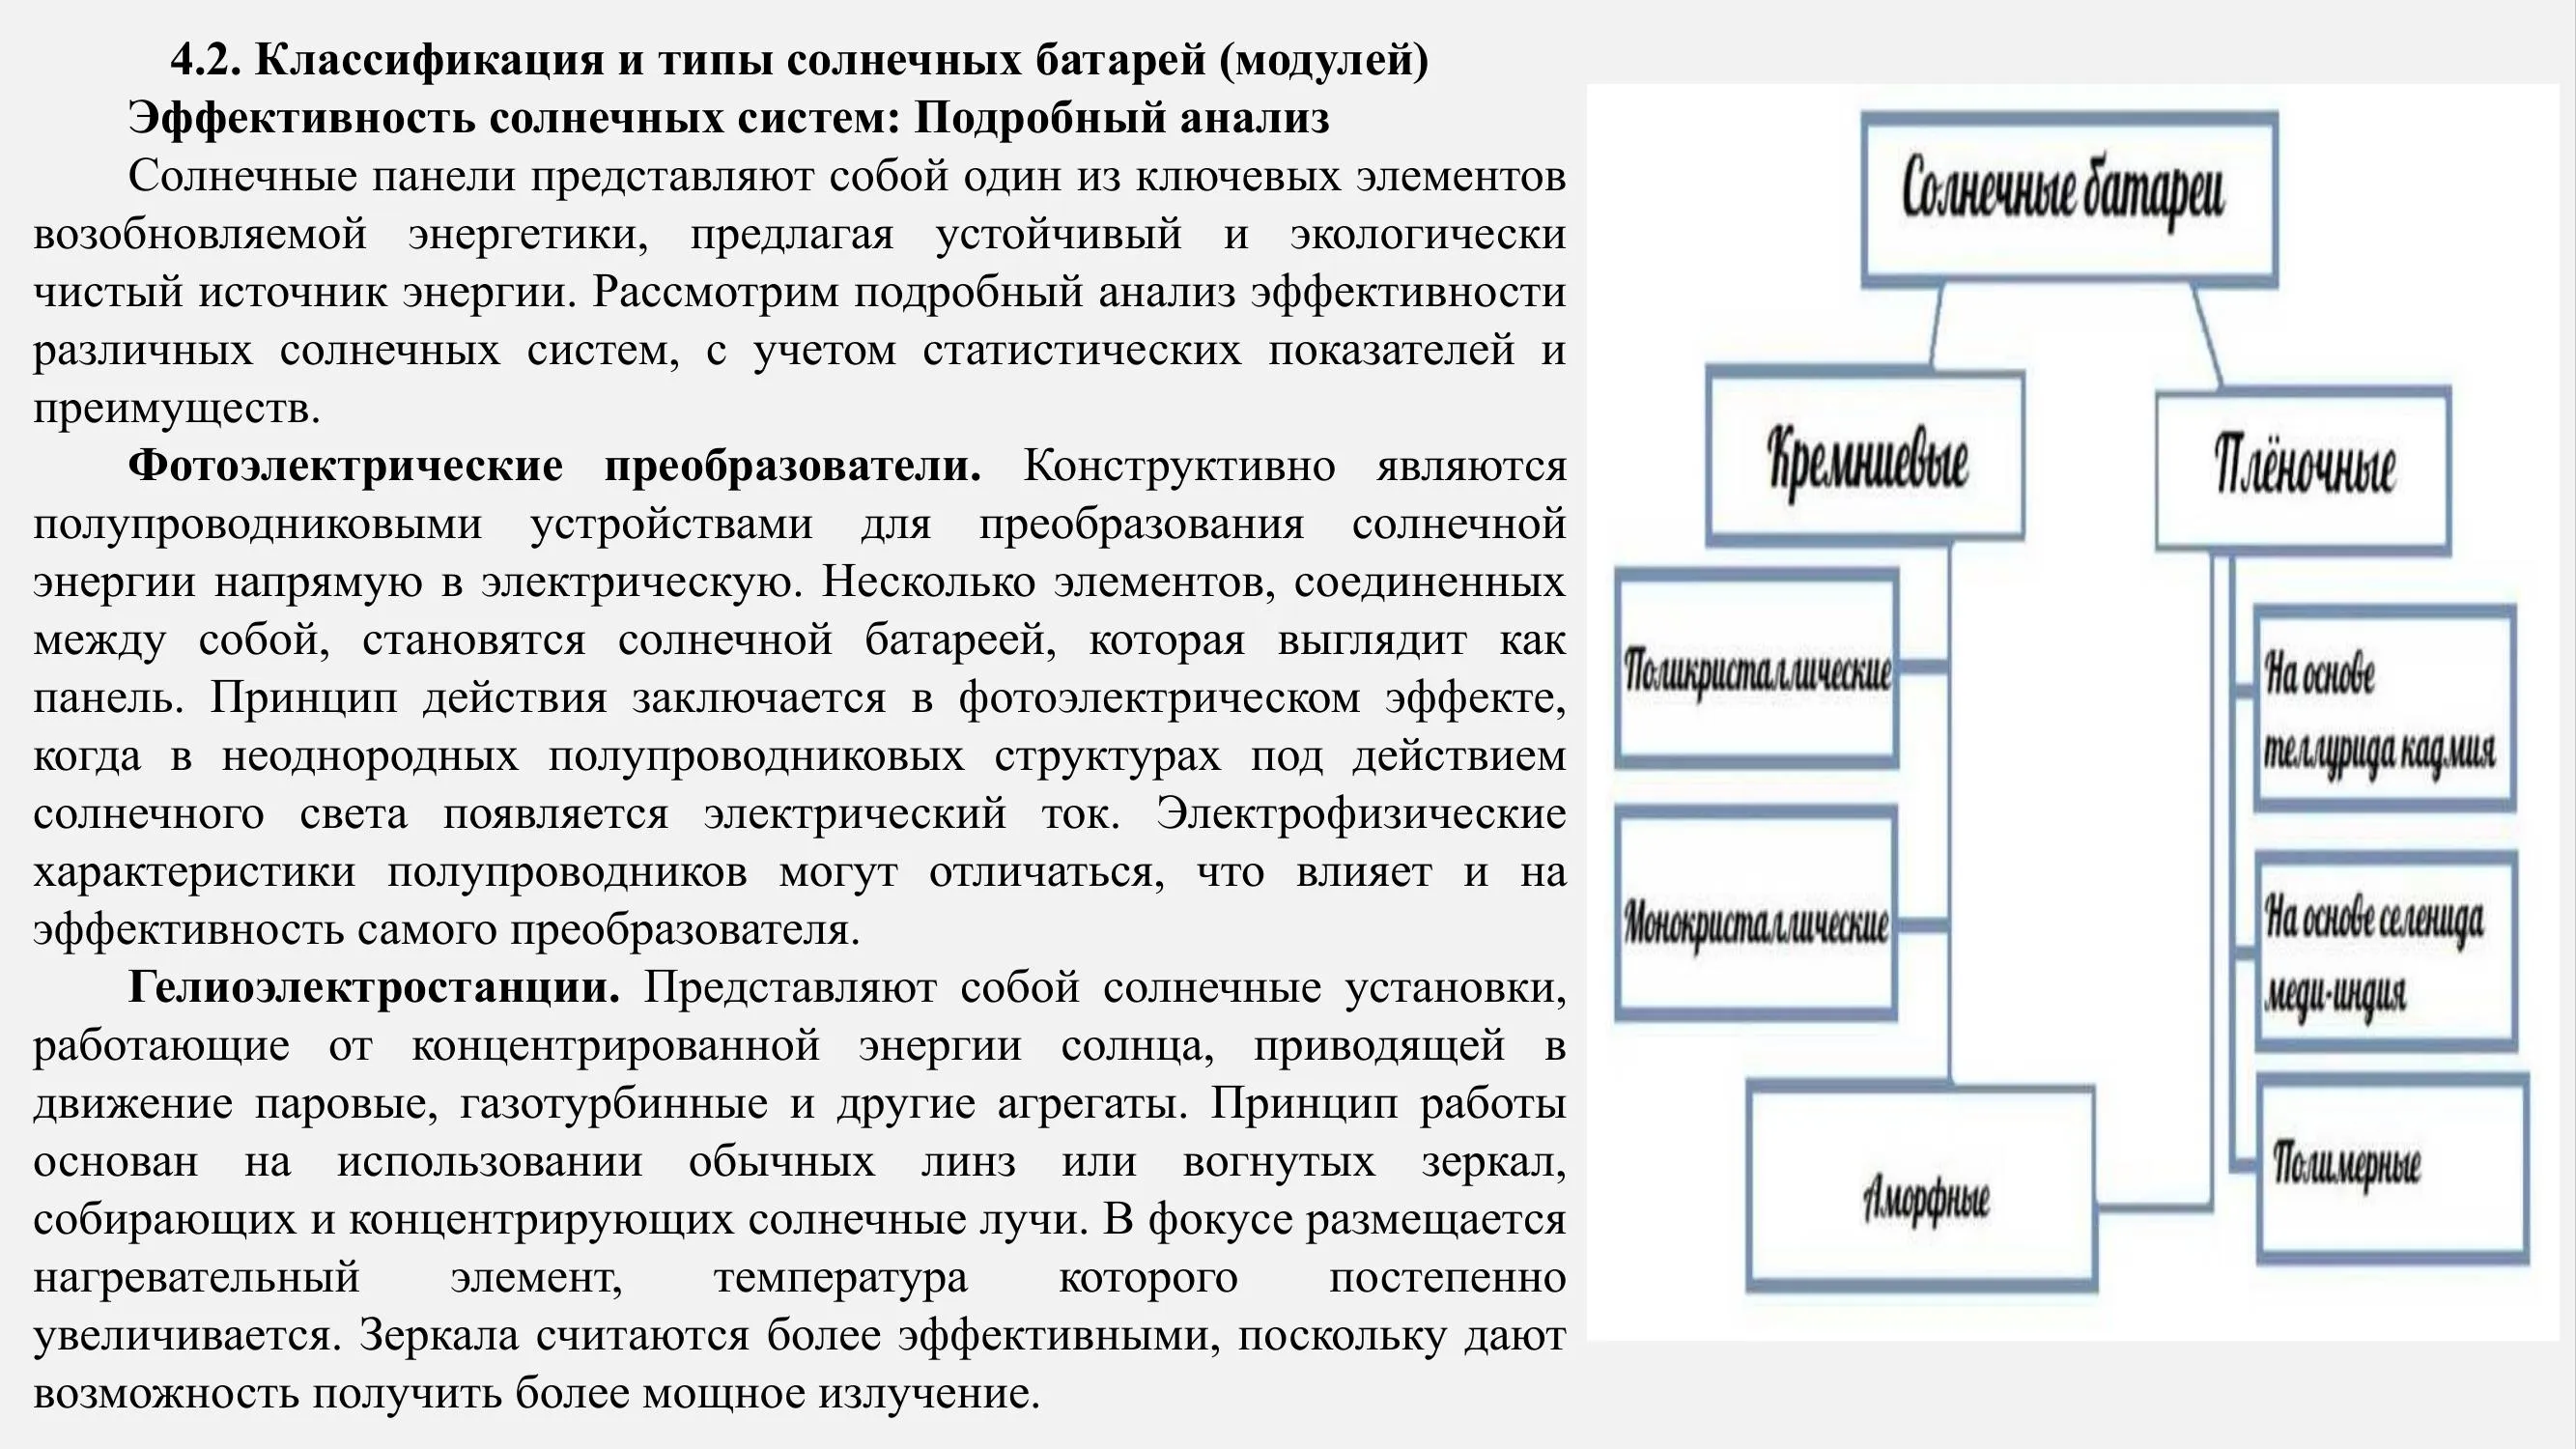 4.2. Классификация и типы солнечных батарей (модулей)
Эффективность солнечных систем: Подробный анализ
Солнечные панели представляют собой один из ключевых элементов
возобновляемой энергетики, предлагая устойчивый и экологически
чистый источник энергии. Рассмотрим подробный анализ эффективности
различных солнечных систем, с учетом статистических показателей и
преимуществ.
Фотоэлектрические преобразователи. Конструктивно являются
полупроводниковыми устройствами для преобразования солнечной
энергии напрямую в электрическую. Несколько элементов, соединенных
между собой, становятся солнечной батареей, которая выглядит как
панель. Принцип действия заключается в фотоэлектрическом эффекте,
когда в неоднородных полупроводниковых структурах под действием
солнечного света появляется электрический ток. Электрофизические
характеристики полупроводников могут отличаться, что влияет и на
эффективность самого преобразователя.
Гелиоэлектростанции. Представляют собой солнечные установки,
работающие от концентрированной энергии солнца, приводящей в
движение паровые, газотурбинные и другие агрегаты. Принцип работы
основан на использовании обычных линз или вогнутых зеркал,
собирающих и концентрирующих солнечные лучи. В фокусе размещается
нагревательный элемент, температура которого постепенно
увеличивается. Зеркала считаются более эффективными, поскольку дают
возможность получить более мощное излучение.
Солнечные батареи
Кремниевые
Плёночные
Поликристаллические
Монокристаллические
Аморфные
На основе
теллурида кадмия
На основе селенида
меди-индия
Полимерные